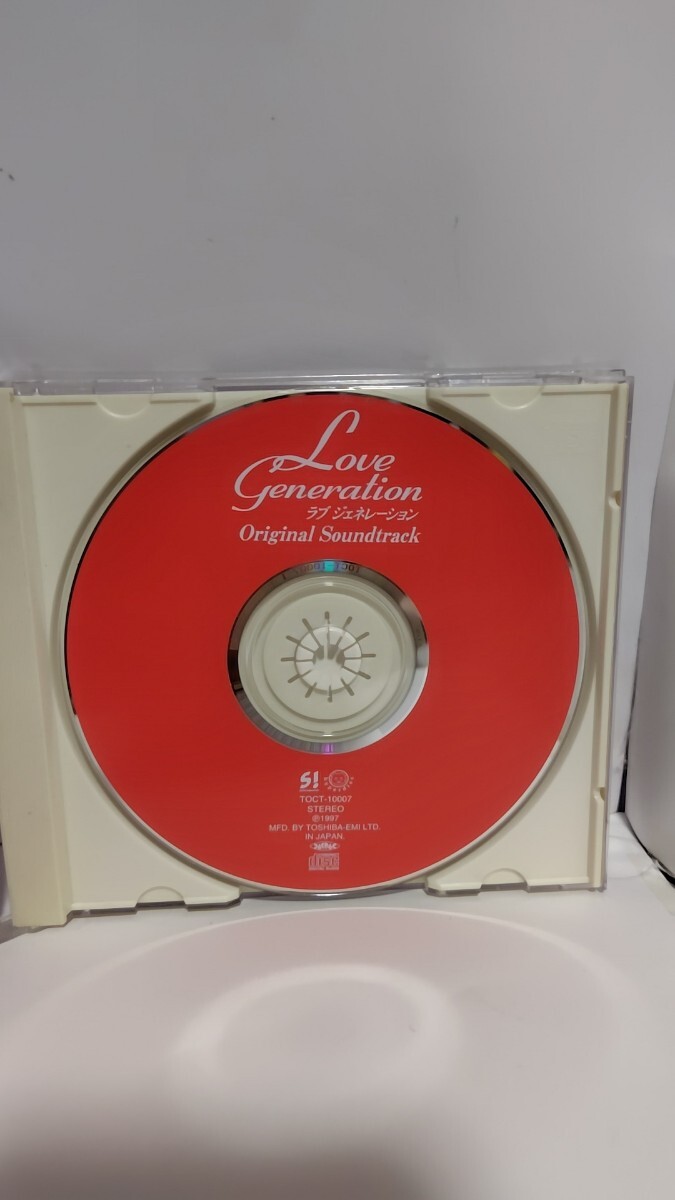 Love
Generation
ラブ ジェネレーション
Original Soundtrack
S!
TOCT-10007
STEREO
℗1997
MFD. BY TOSHIBA-EMI LTD.
IN JAPAN.
disc